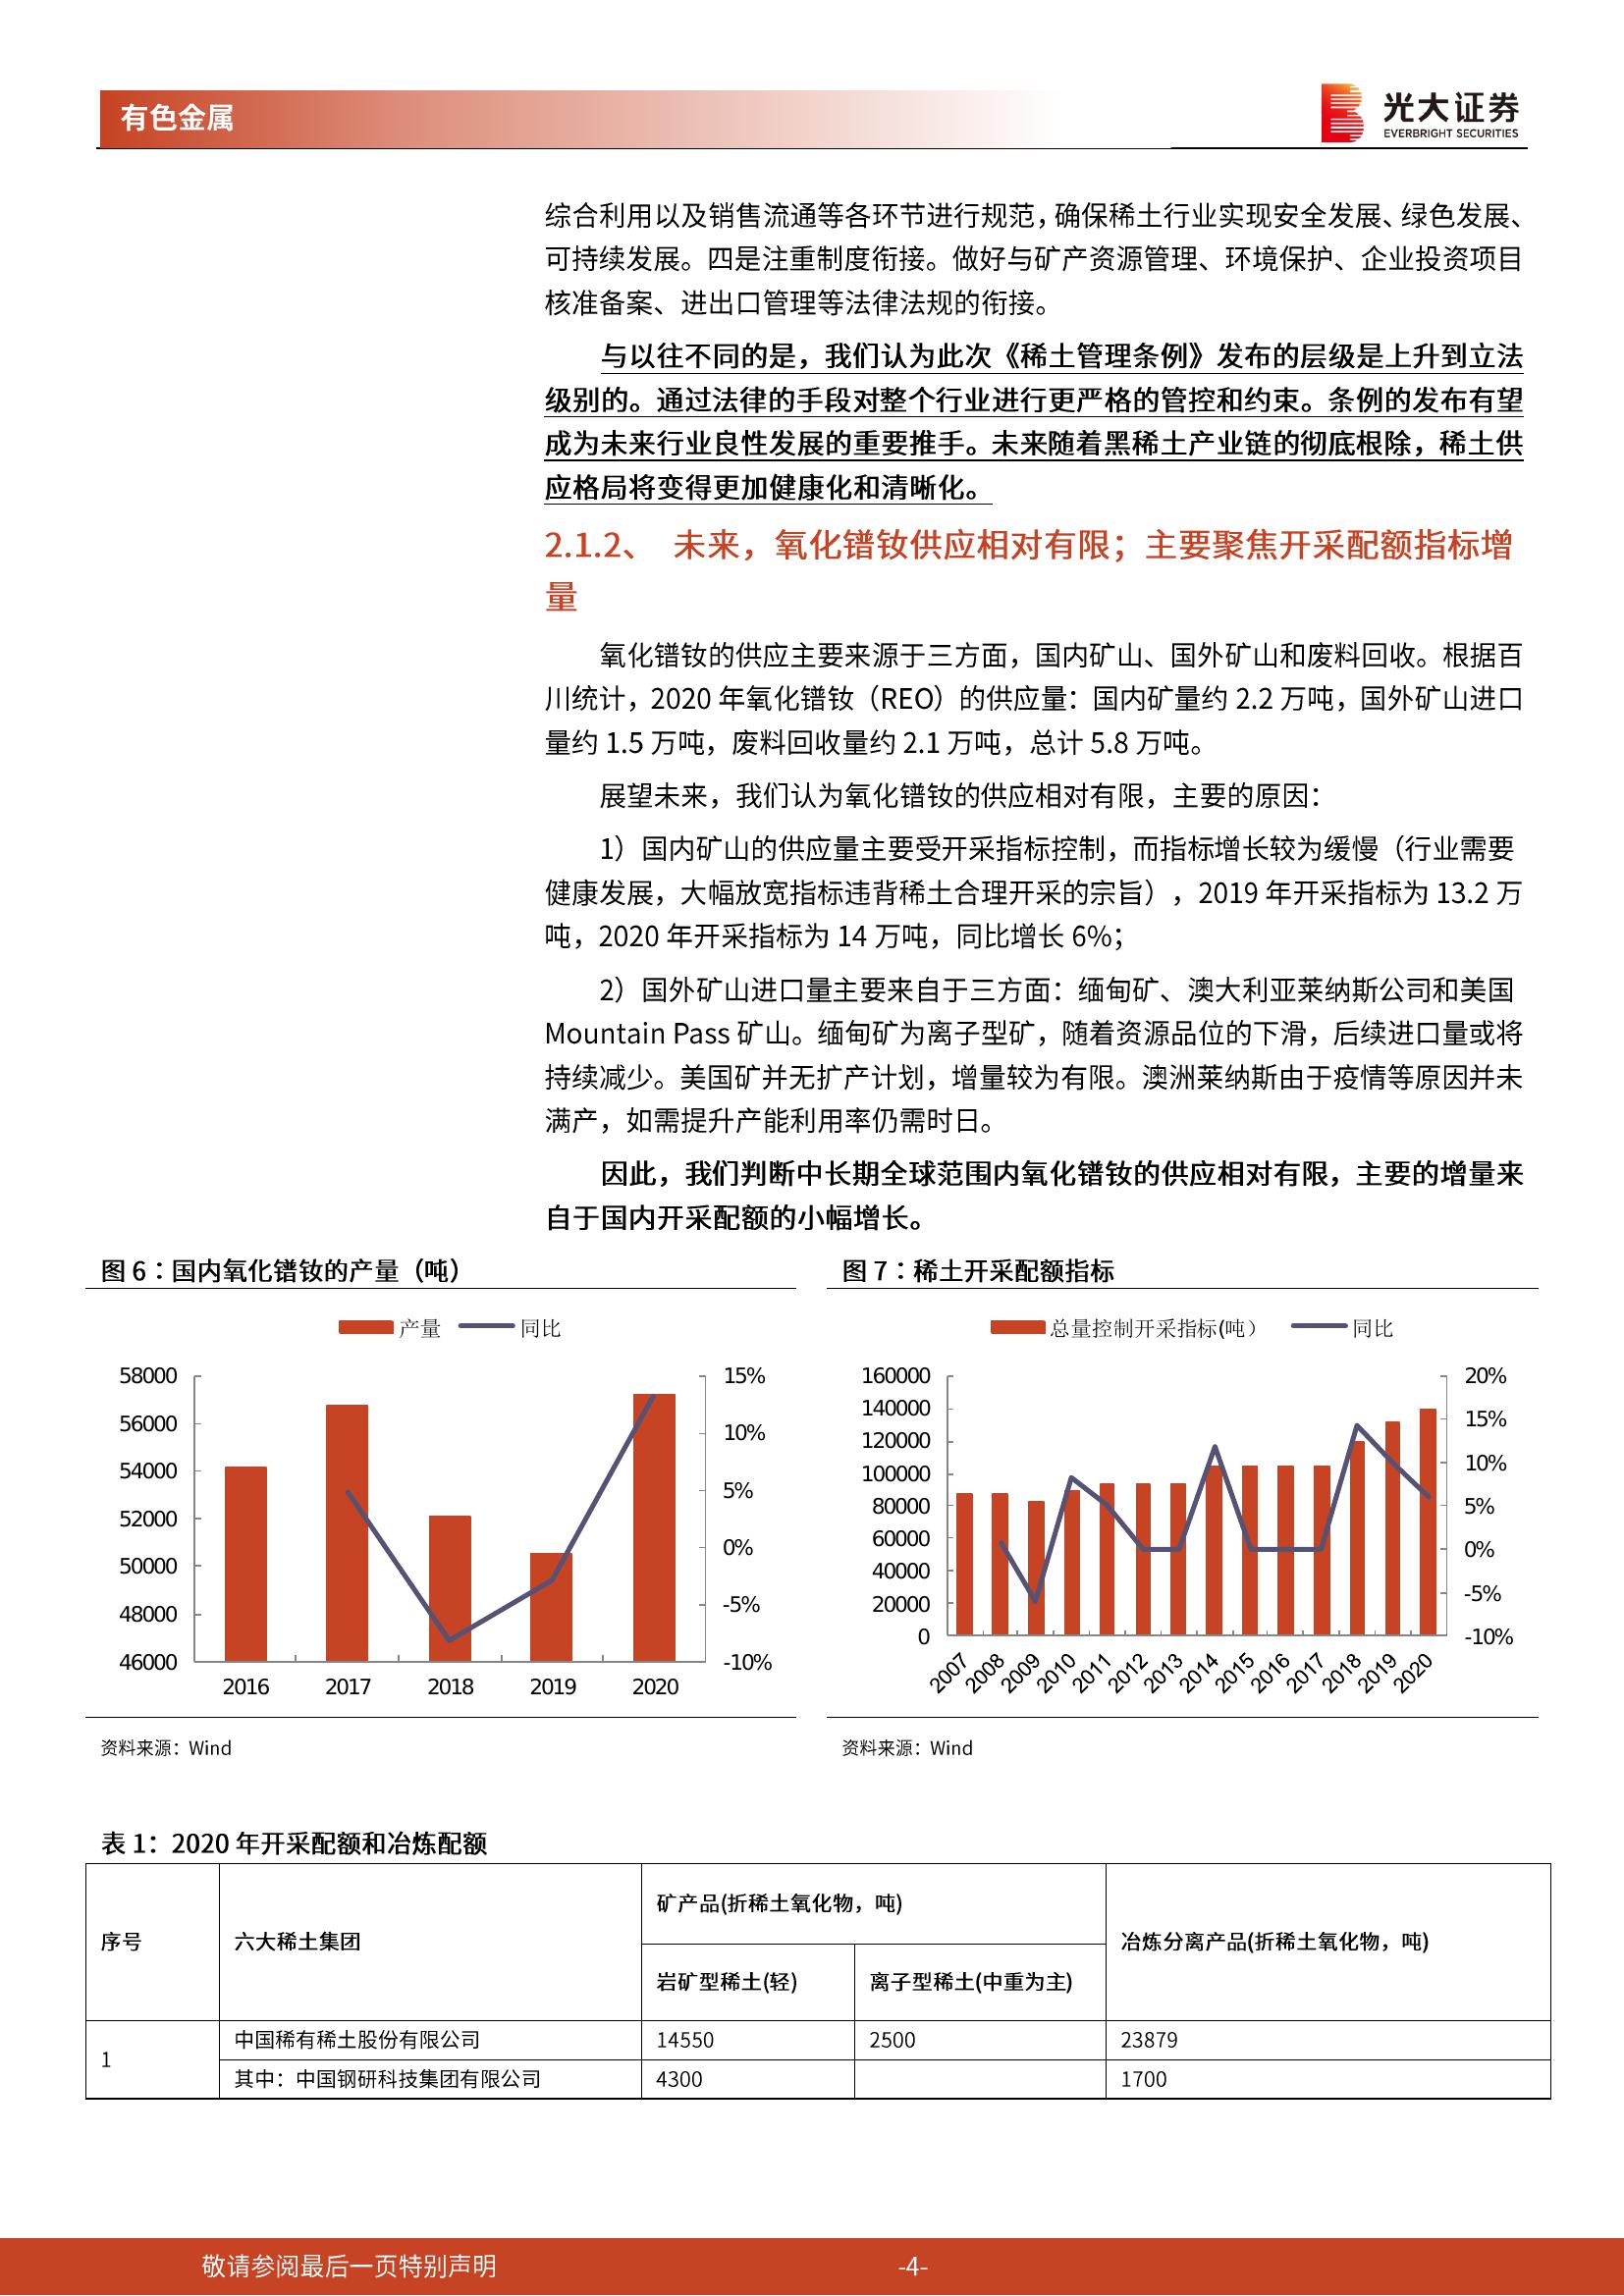 有色金属
光大证券
EVERBRIGHT SECURITIES
综合利用以及销售流通等各环节进行规范，确保稀土行业实现安全发展、绿色发展、
可持续发展。四是注重制度衔接。做好与矿产资源管理、环境保护、企业投资项目
核准备案、进出口管理等法律法规的衔接。
与以往不同的是，我们认为此次《稀土管理条例》发布的层级是上升到立法
级别的。通过法律的手段对整个行业进行更严格的管控和约束。条例的发布有望
成为未来行业良性发展的重要推手。未来随着黑稀土产业链的彻底根除，稀土供
应格局将变得更加健康化和清晰化。
2.1.2、 未来，氧化镨钕供应相对有限；主要聚焦开采配额指标增
量
氧化镨钕的供应主要来源于三方面，国内矿山、国外矿山和废料回收。根据百
川统计，2020 年氧化镨钕（REO）的供应量：国内矿量约 2.2 万吨，国外矿山进口
量约 1.5 万吨，废料回收量约 2.1 万吨，总计 5.8 万吨。
展望未来，我们认为氧化镨钕的供应相对有限，主要的原因：
1）国内矿山的供应量主要受开采指标控制，而指标增长较为缓慢（行业需要
健康发展，大幅放宽指标违背稀土合理开采的宗旨），2019 年开采指标为 13.2 万
吨，2020 年开采指标为 14 万吨，同比增长 6%；
2）国外矿山进口量主要来自于三方面：缅甸矿、澳大利亚莱纳斯公司和美国
Mountain Pass 矿山。缅甸矿为离子型矿，随着资源品位的下滑，后续进口量或将
持续减少。美国矿并无扩产计划，增量较为有限。澳洲莱纳斯由于疫情等原因并未
满产，如需提升产能利用率仍需时日。
因此，我们判断中长期全球范围内氧化镨钕的供应相对有限，主要的增量来
自于国内开采配额的小幅增长。
图 6：国内氧化镨钕的产量（吨）
产量 同比
58000
56000
54000
52000
50000
48000
46000
15%
10%
5%
0%
-5%
-10%
2016 2017 2018 2019 2020
资料来源：Wind
图 7：稀土开采配额指标
总量控制开采指标(吨） 同比
160000
140000
120000
100000
80000
60000
40000
20000
0
20%
15%
10%
5%
0%
-5%
-10%
2007 2008 2009 2010 2011 2012 2013 2014 2015 2016 2017 2018 2019 2020
资料来源：Wind
表 1：2020 年开采配额和冶炼配额
序号 六大稀土集团 矿产品(折稀土氧化物，吨) 冶炼分离产品(折稀土氧化物，吨)
岩矿型稀土(轻) 离子型稀土(中重为主)
1 中国稀有稀土股份有限公司 14550 2500 23879
其中：中国钢研科技集团有限公司 4300 1700
敬请参阅最后一页特别声明 -4-